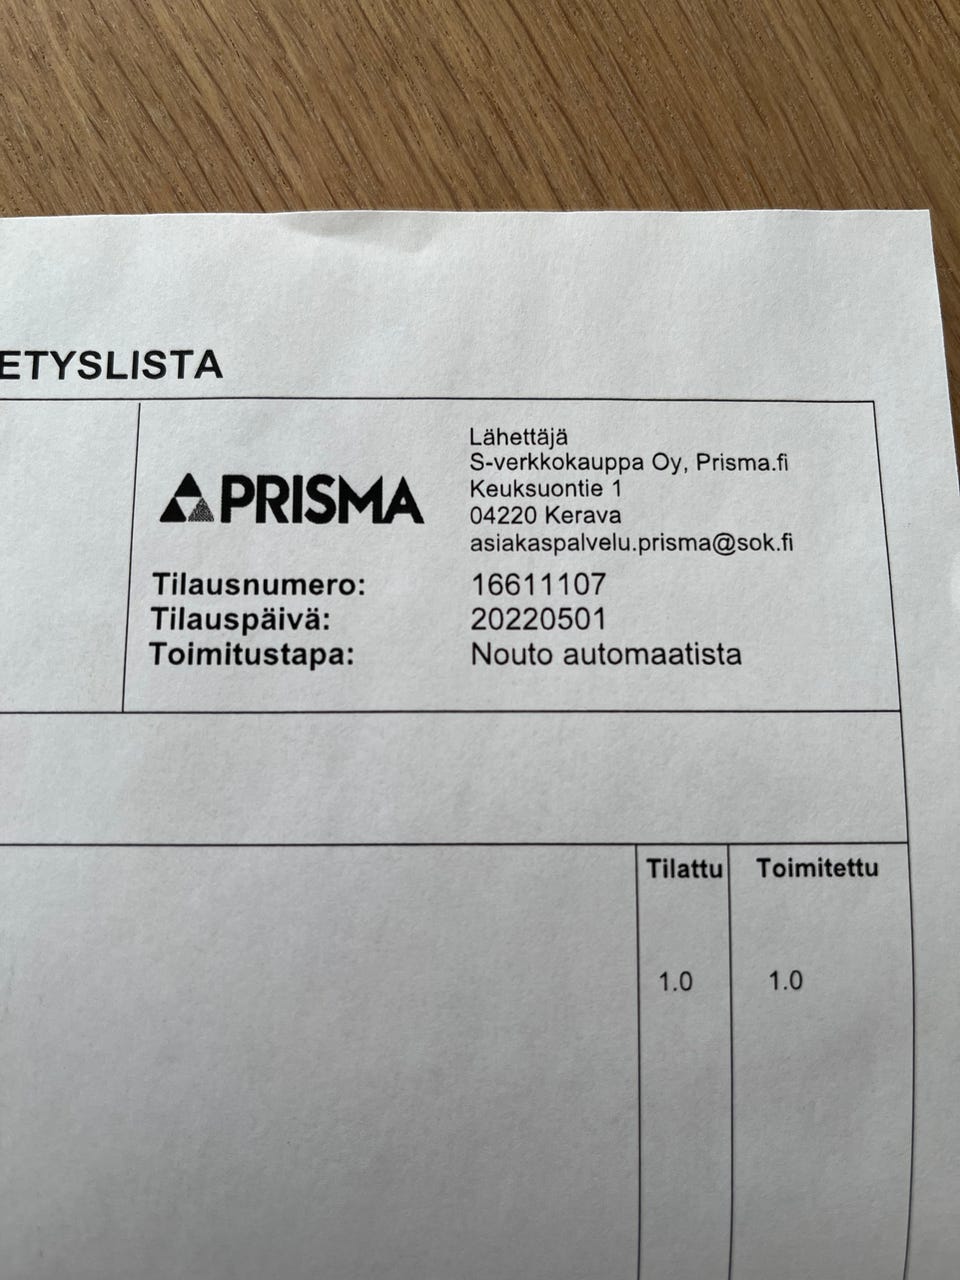 ETYSLISTA
PRISMA
Lähettäjä
S-verkkokauppa Oy, Prisma.fi
Keuksuontie 1
04220 Kerava
asiakaspalvelu.prisma@sok.fi
Tilausnumero: 16611107
Tilauspäivä: 20220501
Toimitustapa: Nouto automaatista
Tilattu Toimitettu
1.0 1.0